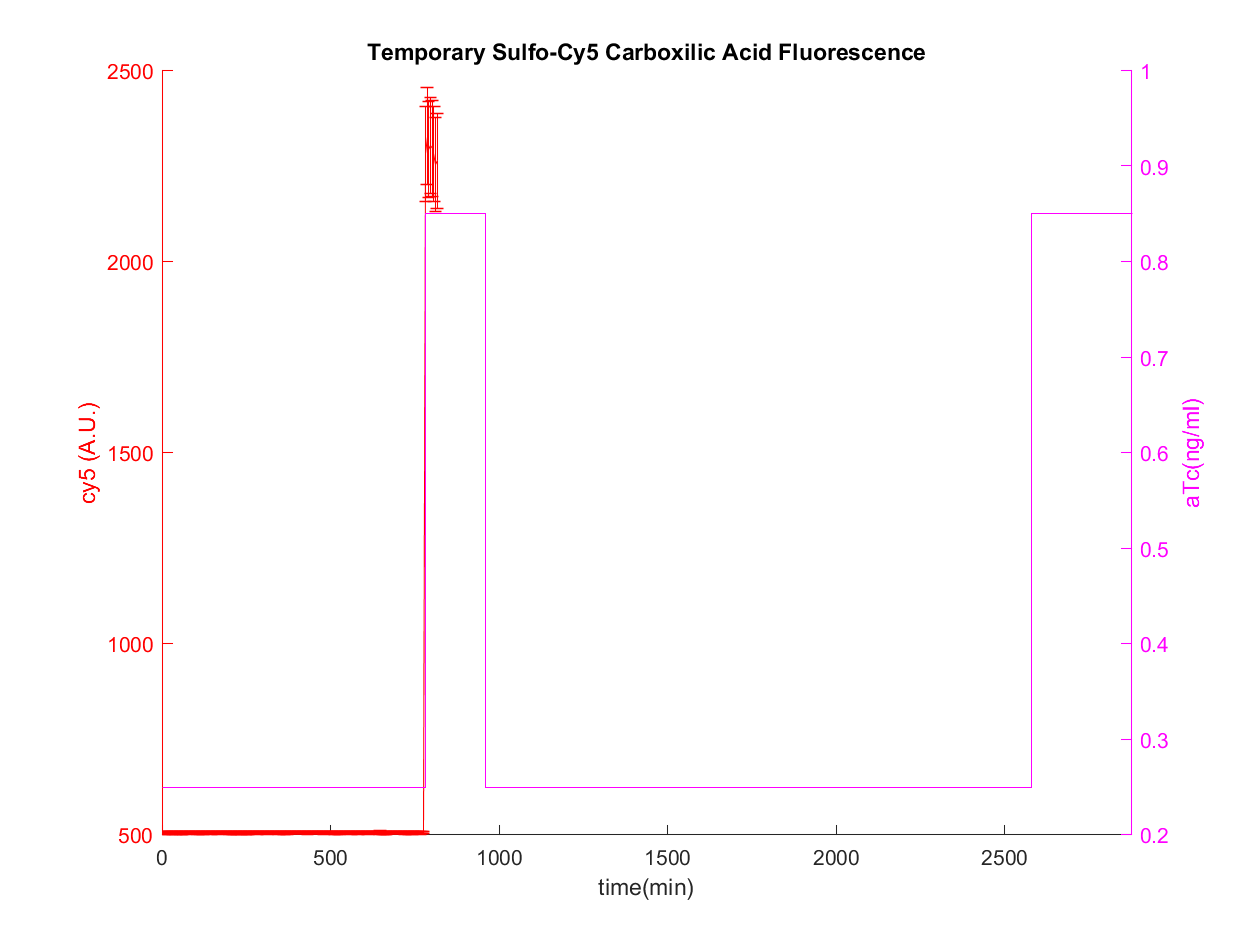 Temporary Sulfo-Cy5 Carboxilic Acid Fluorescence
2500
2000
1500
1000
500
cy5 (A.U.)
1
0.9
0.8
0.7
0.6
0.5
0.4
0.3
0.2
aTc(ng/ml)
0 500 1000 1500 2000 2500
time(min)